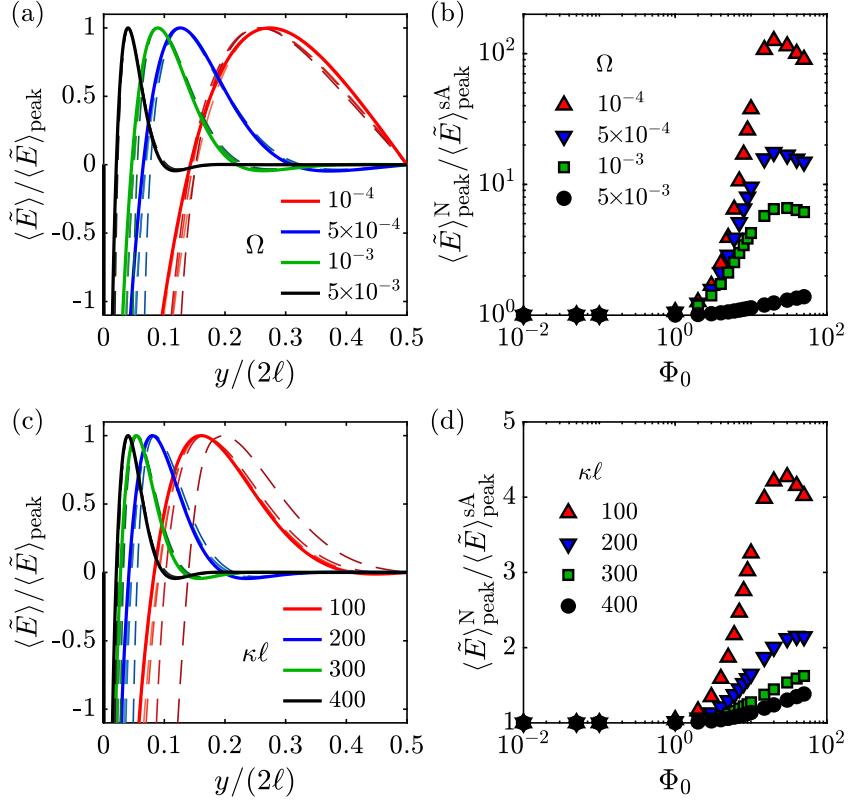 (a)
⟨Ẽ⟩/⟨Ẽ⟩peak
1
0.5
0
-0.5
-1
Ω
10⁻⁴
5×10⁻⁴
10⁻³
5×10⁻³
0 0.1 0.2 0.3 0.4 0.5
y/(2ℓ)
(b)
⟨Ẽ⟩ᴺpeak/⟨Ẽ⟩ˢᴬpeak
10²
10¹
10⁰
Ω
10⁻⁴
5×10⁻⁴
10⁻³
5×10⁻³
10⁻² 10⁰ 10²
Φ₀
(c)
⟨Ẽ⟩/⟨Ẽ⟩peak
1
0.5
0
-0.5
-1
κℓ
100
200
300
400
0 0.1 0.2 0.3 0.4 0.5
y/(2ℓ)
(d)
⟨Ẽ⟩ᴺpeak/⟨Ẽ⟩ˢᴬpeak
5
4
3
2
1
κℓ
100
200
300
400
10⁻² 10⁰ 10²
Φ₀